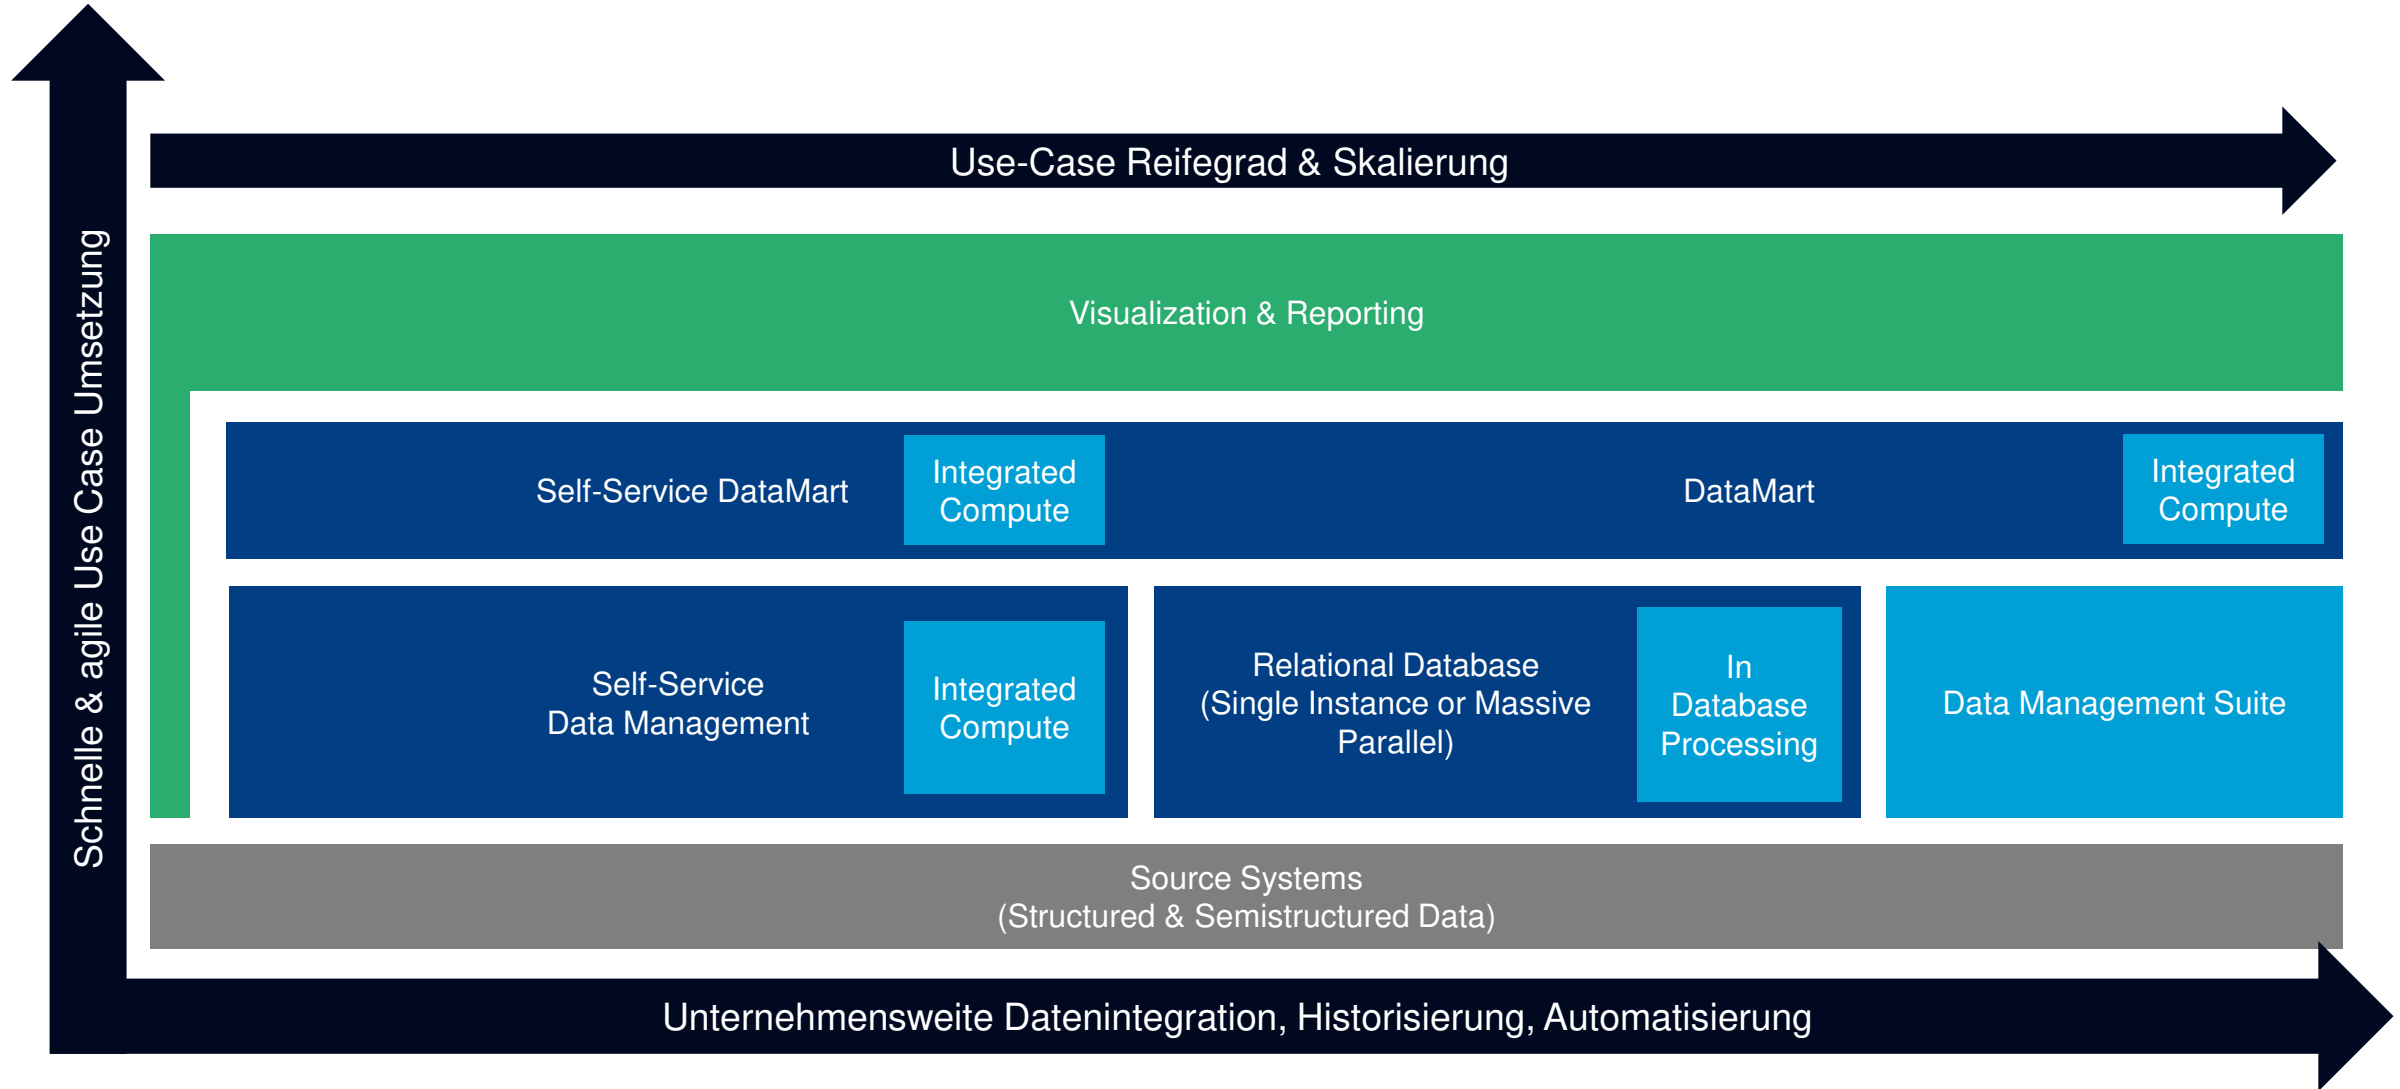 Use-Case Reifegrad & Skalierung
Schnelle & agile Use Case Umsetzung
Visualization & Reporting
Self-Service DataMart
Integrated
Compute
DataMart
Integrated
Compute
Self-Service
Data Management
Integrated
Compute
Relational Database
(Single Instance or Massive
Parallel)
In
Database
Processing
Data Management Suite
Source Systems
(Structured & Semistructured Data)
Unternehmensweite Datenintegration, Historisierung, Automatisierung